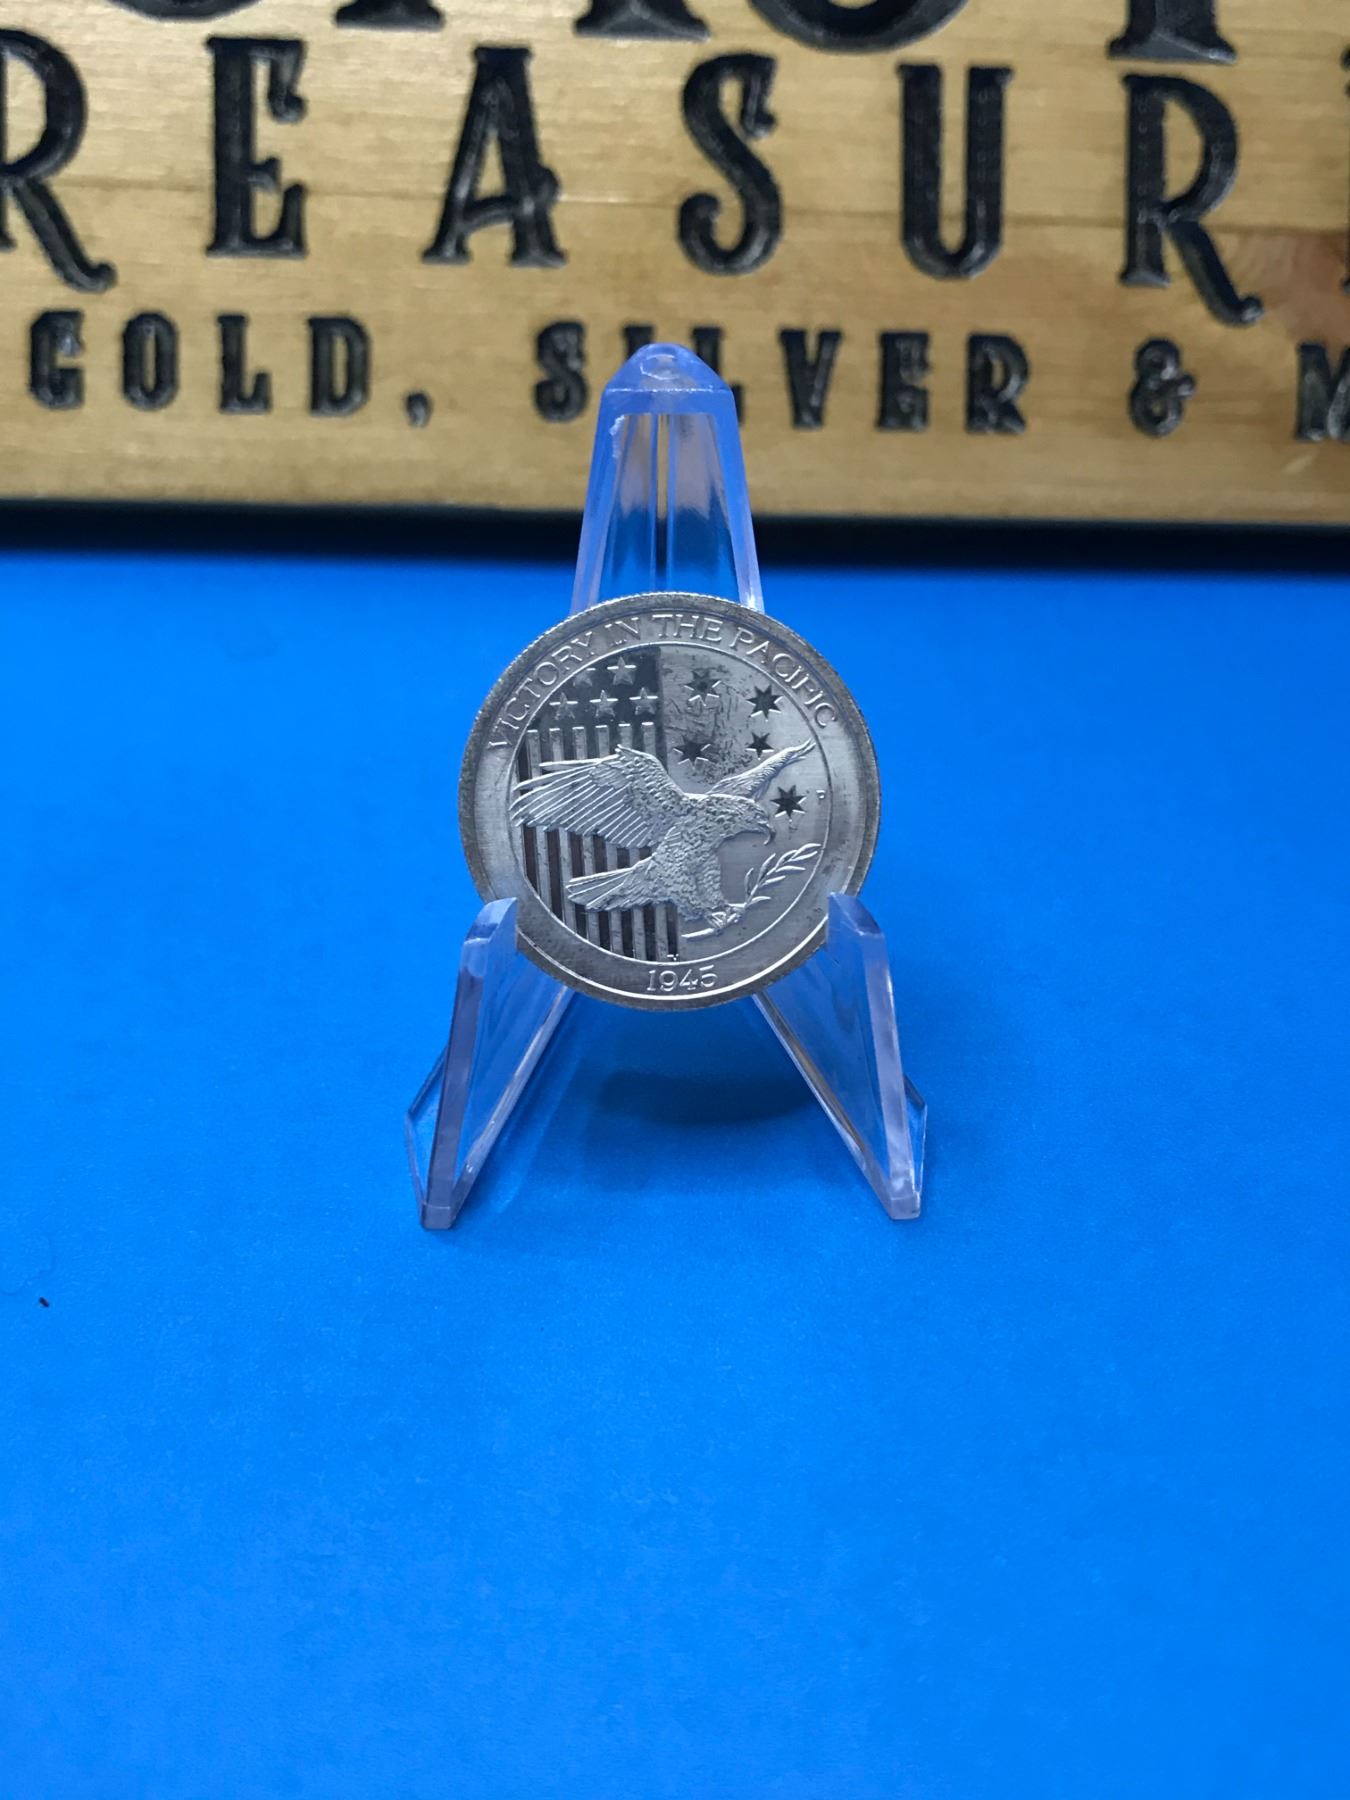 REASUR
GOLD, SILVER & M
VICTORY IN THE PACIFIC
P
1945